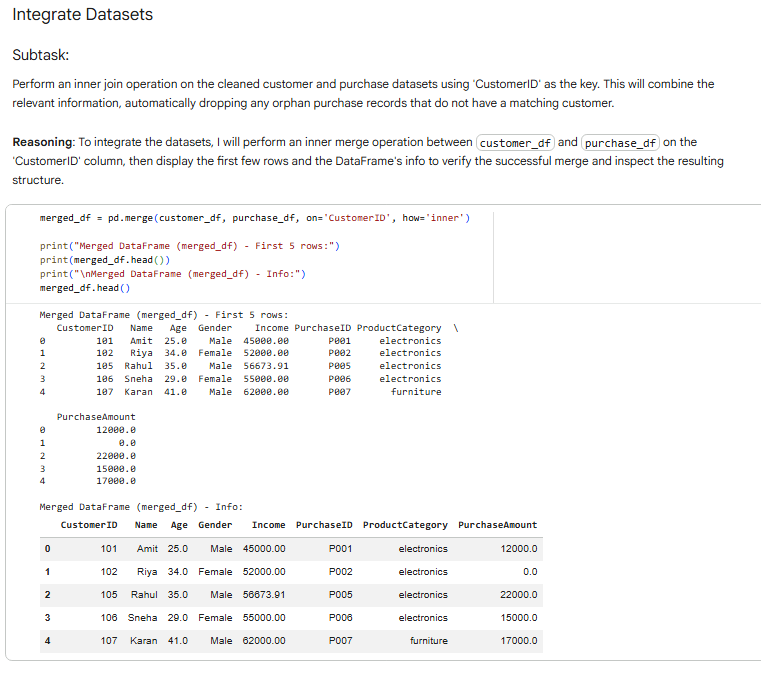 Integrate Datasets
Subtask:
Perform an inner join operation on the cleaned customer and purchase datasets using 'CustomerID' as the key. This will combine the
relevant information, automatically dropping any orphan purchase records that do not have a matching customer.
Reasoning: To integrate the datasets, I will perform an inner merge operation between customer_df and purchase_df on the
'CustomerID' column, then display the first few rows and the DataFrame's info to verify the successful merge and inspect the resulting
structure.
merged_df = pd.merge(customer_df, purchase_df, on='CustomerID', how='inner')
print("Merged DataFrame (merged_df) - First 5 rows:")
print(merged_df.head())
print("\nMerged DataFrame (merged_df) - Info:")
merged_df.head()
Merged DataFrame (merged_df) - First 5 rows:
CustomerID Name Age Gender Income PurchaseID ProductCategory \
0 101 Amit 25.0 Male 45000.00 P001 electronics
1 102 Riya 34.0 Female 52000.00 P002 electronics
2 105 Rahul 35.0 Male 56673.91 P005 electronics
3 106 Sneha 29.0 Female 55000.00 P006 electronics
4 107 Karan 41.0 Male 62000.00 P007 furniture
PurchaseAmount
0 12000.0
1 0.0
2 22000.0
3 15000.0
4 17000.0
Merged DataFrame (merged_df) - Info:
CustomerID Name Age Gender Income PurchaseID ProductCategory PurchaseAmount
0 101 Amit 25.0 Male 45000.00 P001 electronics 12000.0
1 102 Riya 34.0 Female 52000.00 P002 electronics 0.0
2 105 Rahul 35.0 Male 56673.91 P005 electronics 22000.0
3 106 Sneha 29.0 Female 55000.00 P006 electronics 15000.0
4 107 Karan 41.0 Male 62000.00 P007 furniture 17000.0